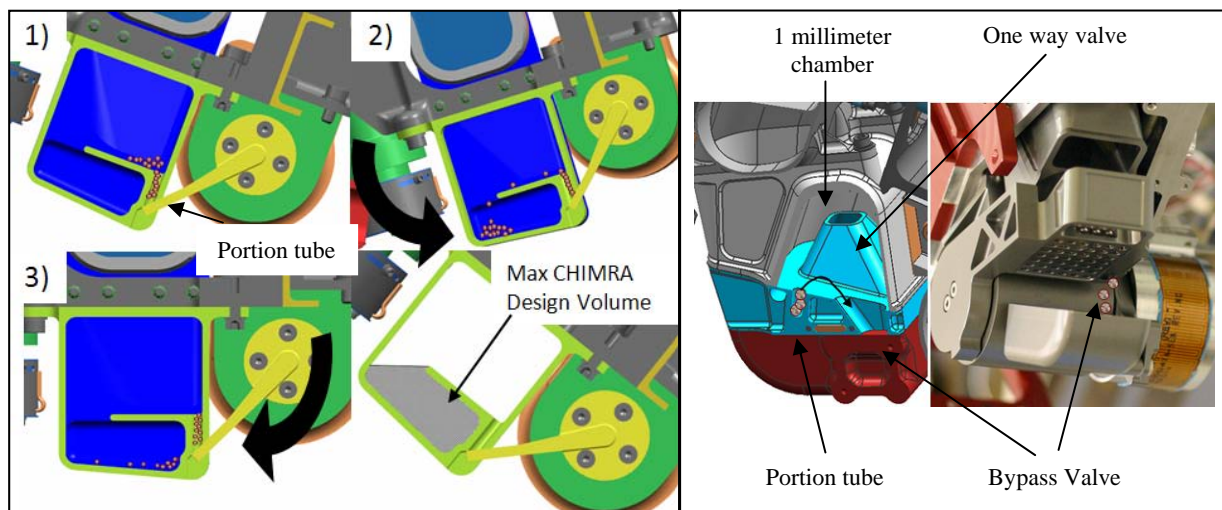 1)
2)
Portion tube
3)
Max CHIMRA
Design Volume
1 millimeter
chamber
One way valve
Portion tube
Bypass Valve